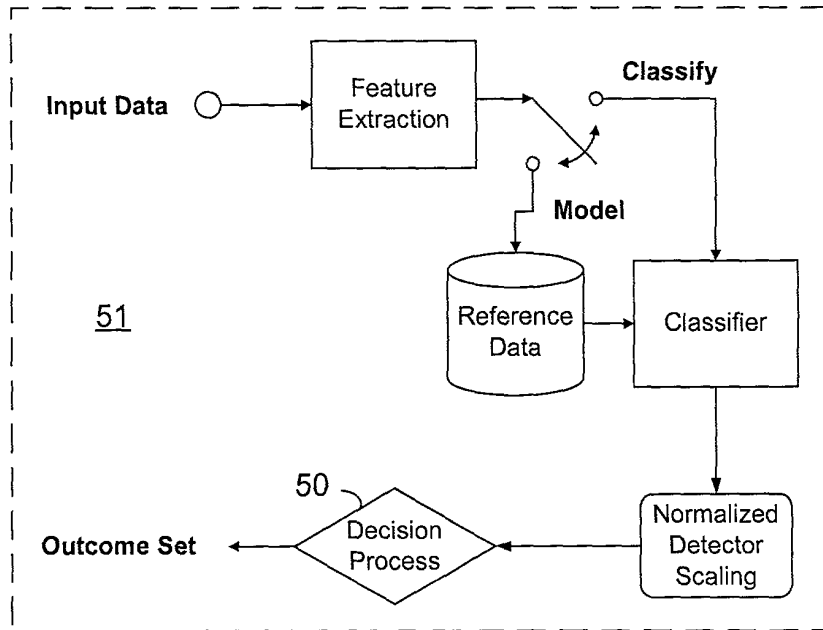 Input Data
Feature
Extraction
Classify
Model
51
Reference
Data
Classifier
50
Outcome Set
Decision
Process
Normalized
Detector
Scaling